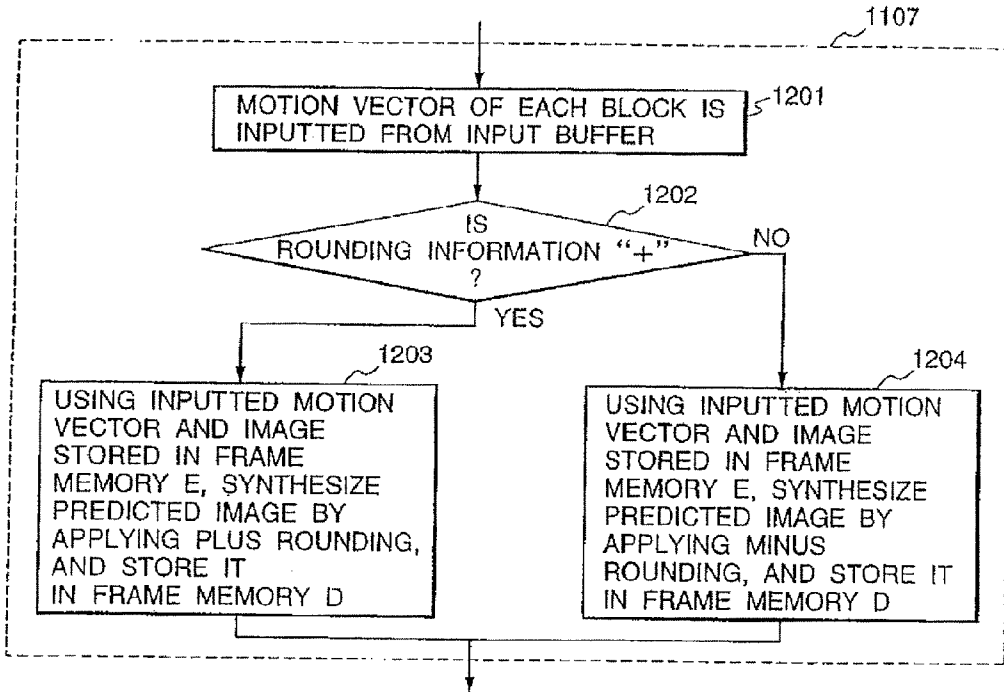 1107
MOTION VECTOR OF EACH BLOCK IS
INPUTTED FROM INPUT BUFFER
1201
1202
IS
ROUNDING INFORMATION "+"
?
NO
YES
1203
USING INPUTTED MOTION
VECTOR AND IMAGE
STORED IN FRAME
MEMORY E, SYNTHESIZE
PREDICTED IMAGE BY
APPLYING PLUS ROUNDING,
AND STORE IT
IN FRAME MEMORY D
1204
USING INPUTTED MOTION
VECTOR AND IMAGE
STORED IN FRAME
MEMORY E, SYNTHESIZE
PREDICTED IMAGE BY
APPLYING MINUS
ROUNDING, AND STORE IT
IN FRAME MEMORY D